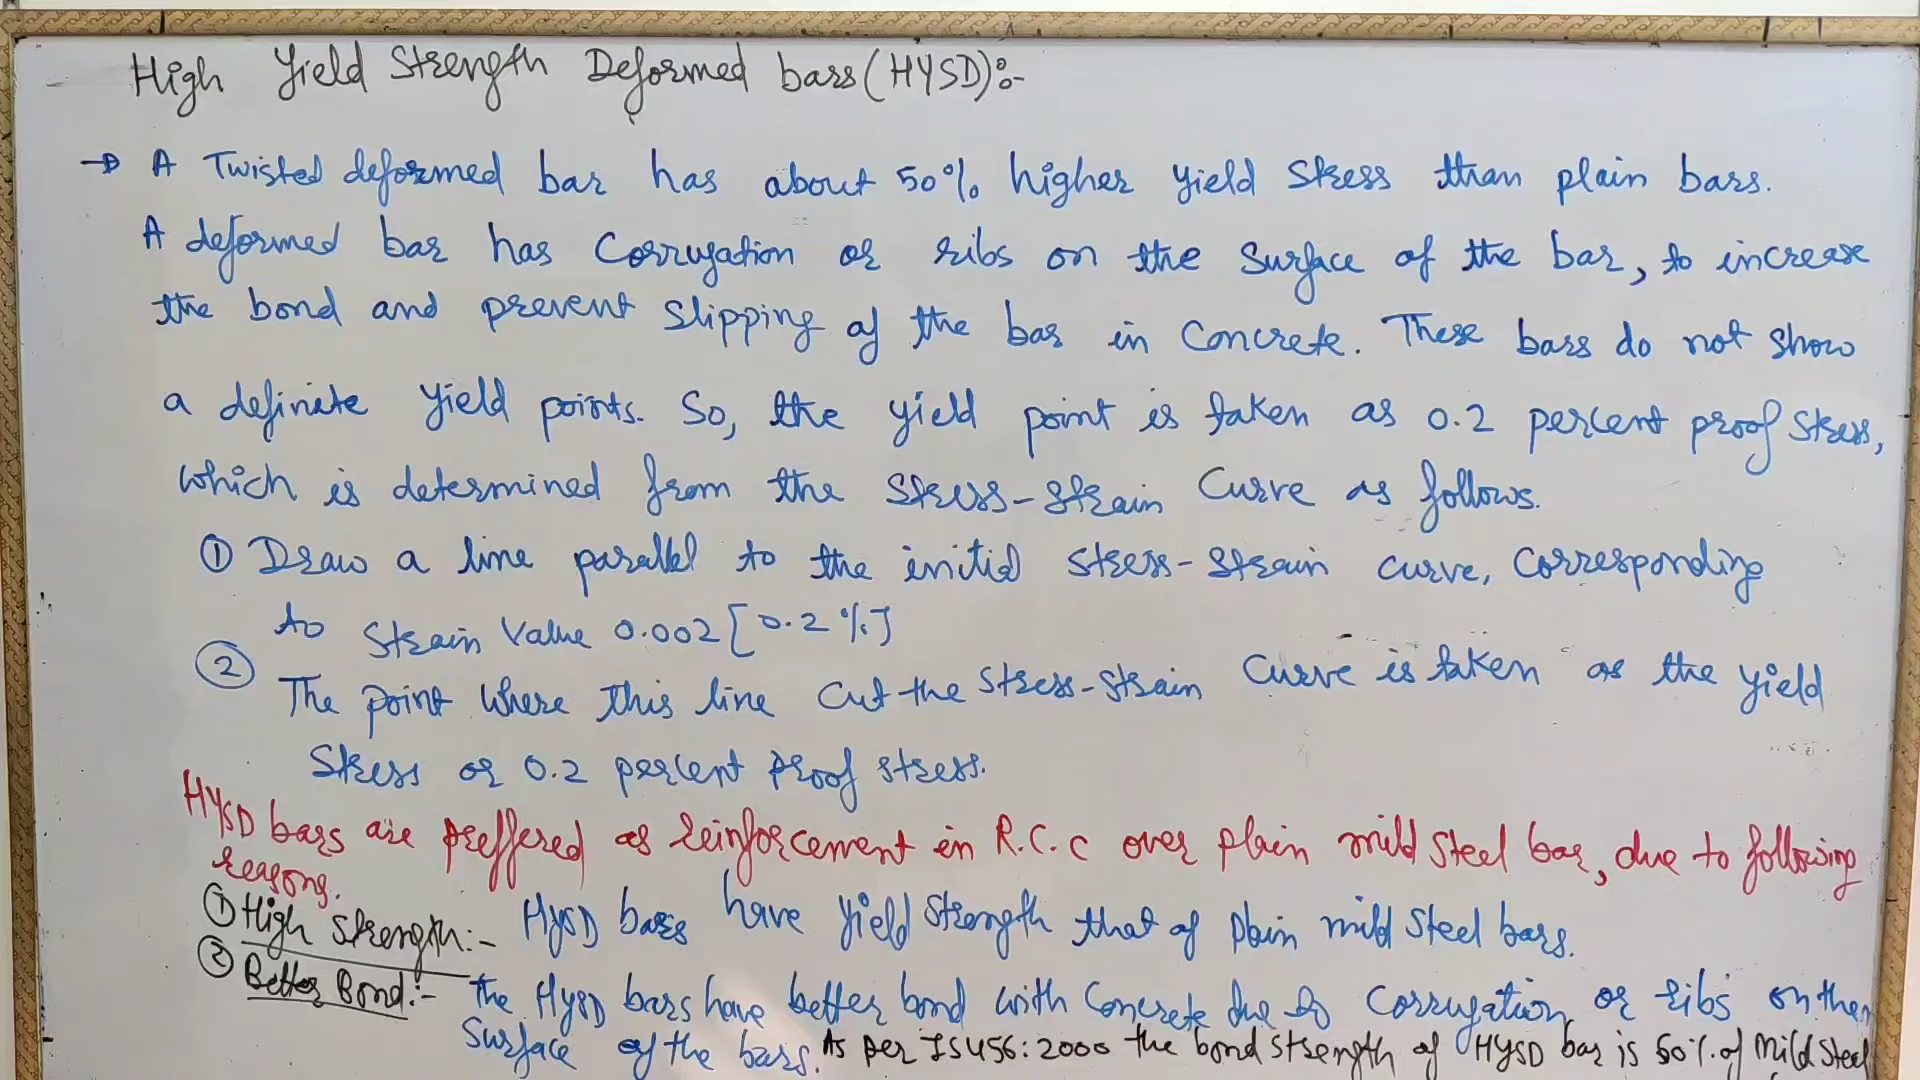 High Yield Strength Deformed bars (HYSD):-
→ A Twisted deformed bar has about 50% higher yield stress than plain bars.
A deformed bar has Corrugation or ribs on the Surface of the bar, to increase
the bond and prevent slipping of the bar in Concrete. These bars do not show
a definite yield points. So, the yield point is taken as 0.2 percent proof stress,
which is determined from the stress-strain Curve as follows.
① Draw a line parallel to the initial stress-strain curve, Corresponding
to strain value 0.002 [0.2%]
② The point where this line cut the stress-strain Curve is taken as the yield
stress or 0.2 percent proof stress.
HYSD bars are preffered as reinforcement in R.C.C over plain mild steel bar, due to following
reasons.
① High Strength:- HYSD bars have yield strength that of plain mild steel bars.
② Better Bond:- The HYSD bars have better bond with Concrete due to Corrugation or ribs on the
Surface of the bars. As per IS456:2000 the bond strength of HYSD bar is 60% of mild steel